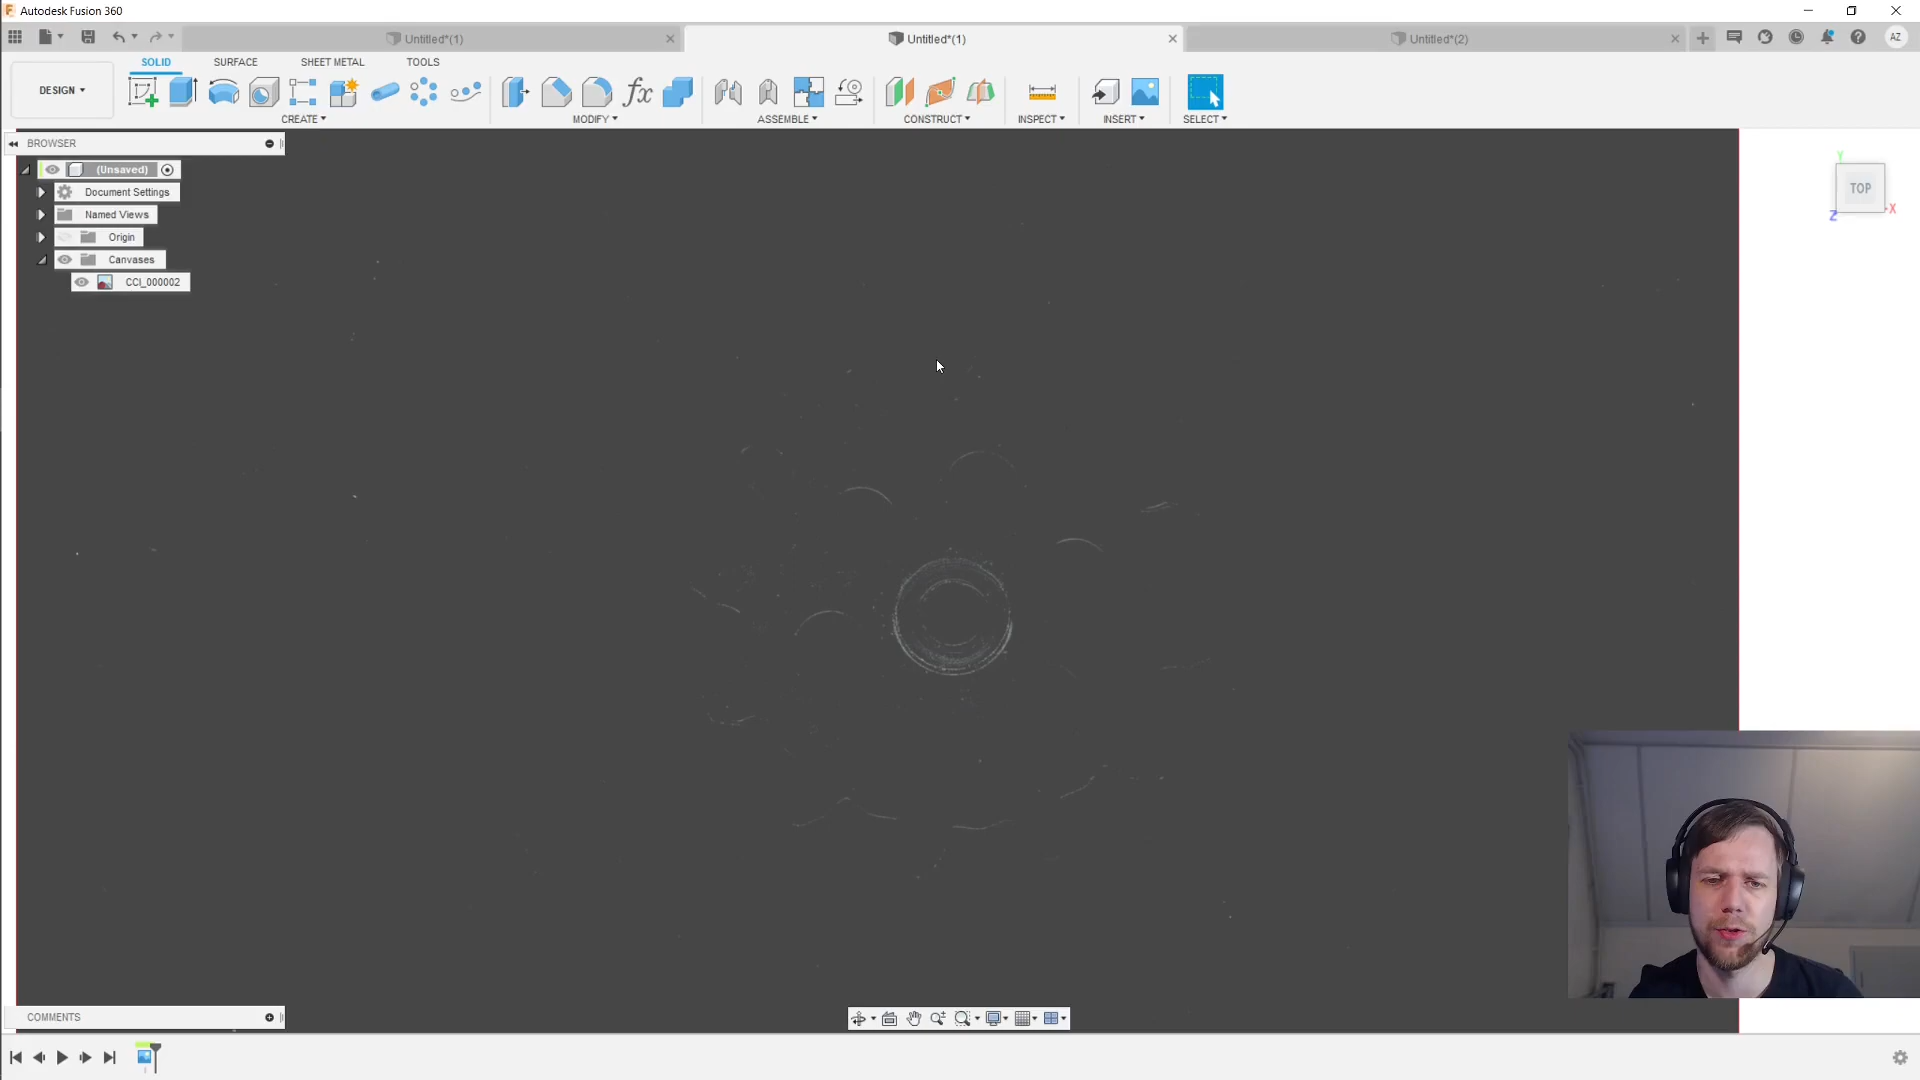 Autodesk Fusion 360
Untitled*(1)
Untitled*(1)
Untitled*(2)
AZ
SOLID
SURFACE
SHEET METAL
TOOLS
DESIGN
CREATE
MODIFY
ASSEMBLE
CONSTRUCT
INSPECT
INSERT
SELECT
BROWSER
(Unsaved)
Document Settings
Named Views
Origin
Canvases
CCI_000002
Y
TOP
X
Z
COMMENTS